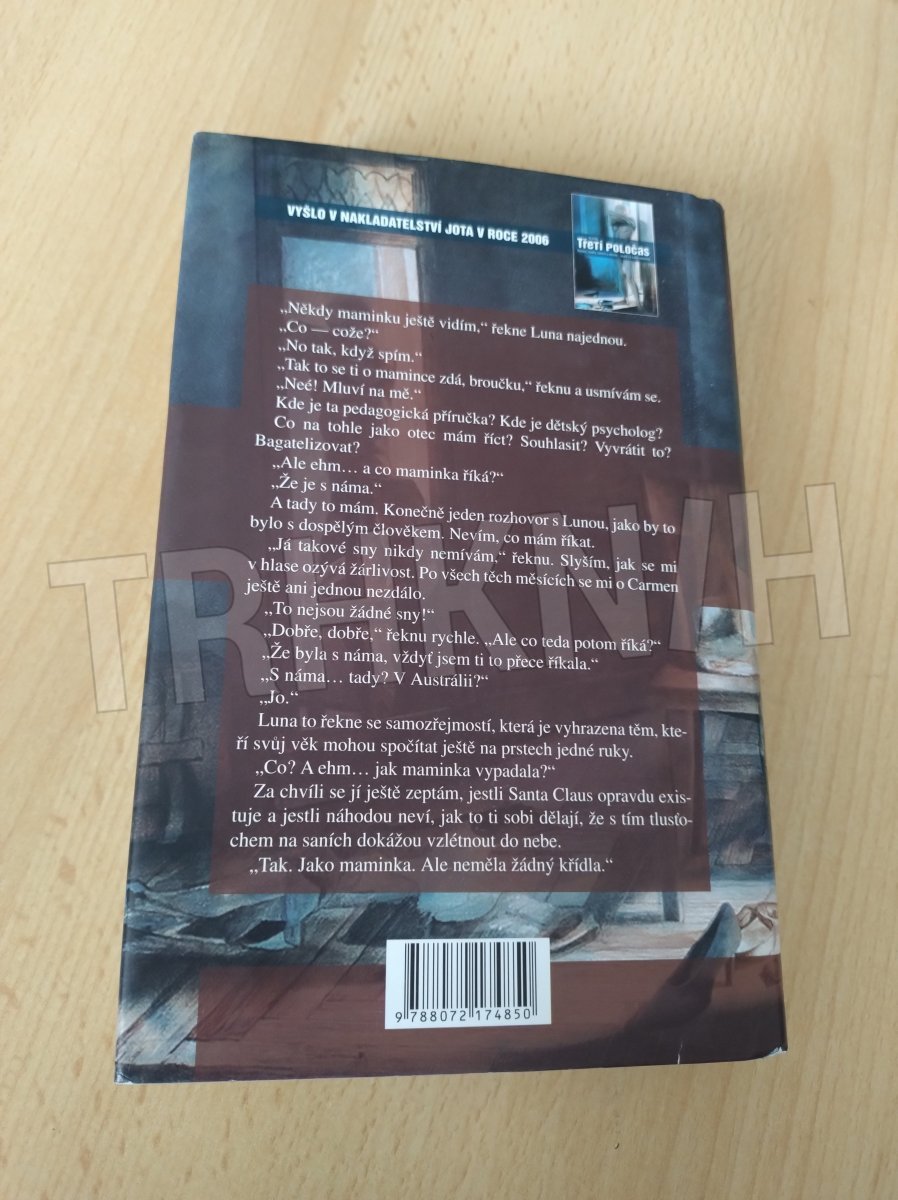 VYŠLO V NAKLADATELSTVÍ JOTA V ROCE 2006
TŘETÍ POLOČAS
„Někdy maminku ještě vidím,“ řekne Luna najednou.
„Co — cože?“
„No tak, když spím.“
„Tak to se ti o mamince zdá, broučku,“ řeknu a usmívám se.
„Neé! Mluví na mě.“
Kde je ta pedagogická příručka? Kde je dětský psycholog?
Co na tohle jako otec mám říct? Souhlasit? Vyvrátit to?
Bagatelizovat?
„Ale ehm… a co maminka říká?“
„Že je s náma.“
A tady to mám. Konečně jeden rozhovor s Lunou, jako by to
bylo s dospělým člověkem. Nevím, co mám říkat.
„Já takové sny nikdy nemívám,“ řeknu. Slyším, jak se mi
v hlase ozývá žárlivost. Po všech těch měsících se mi o Carmen
ještě ani jednou nezdálo.
„To nejsou žádné sny!“
„Dobře, dobře,“ řeknu rychle. „Ale co teda potom říká?“
„Že byla s náma, vždyť jsem ti to přece říkala.“
„S náma… tady? V Austrálii?“
„Jo.“
Luna to řekne se samozřejmostí, která je vyhrazena těm, kte-
ří svůj věk mohou spočítat ještě na prstech jedné ruky.
„Co? A ehm… jak maminka vypadala?“
Za chvíli se jí ještě zeptám, jestli Santa Claus opravdu exis-
tuje a jestli náhodou neví, jak to ti sobi dělají, že s tím tlusťo-
chem na saních dokážou vzlétnout do nebe.
„Tak. Jako maminka. Ale neměla žádný křídla.“
9 788072 174850
TRHKNIH